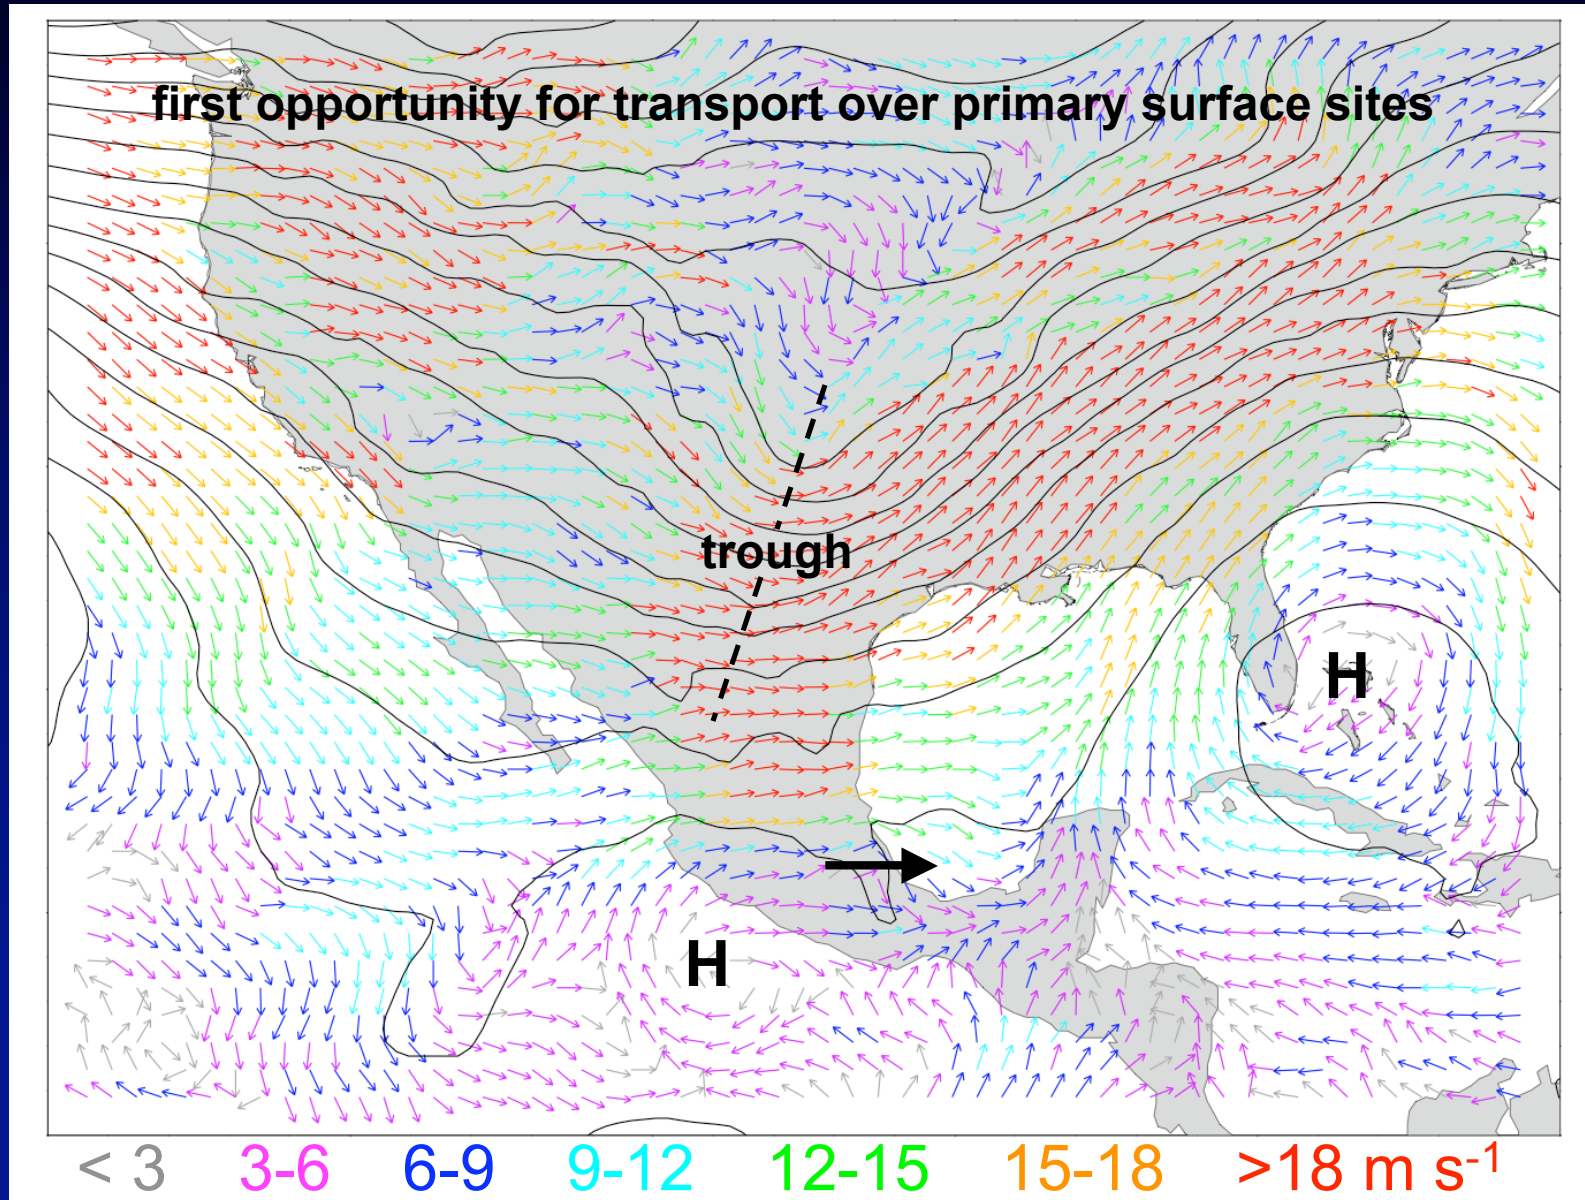 first opportunity for transport over primary surface sites
trough
H
H
< 3 3-6 6-9 9-12 12-15 15-18 >18 m s-1